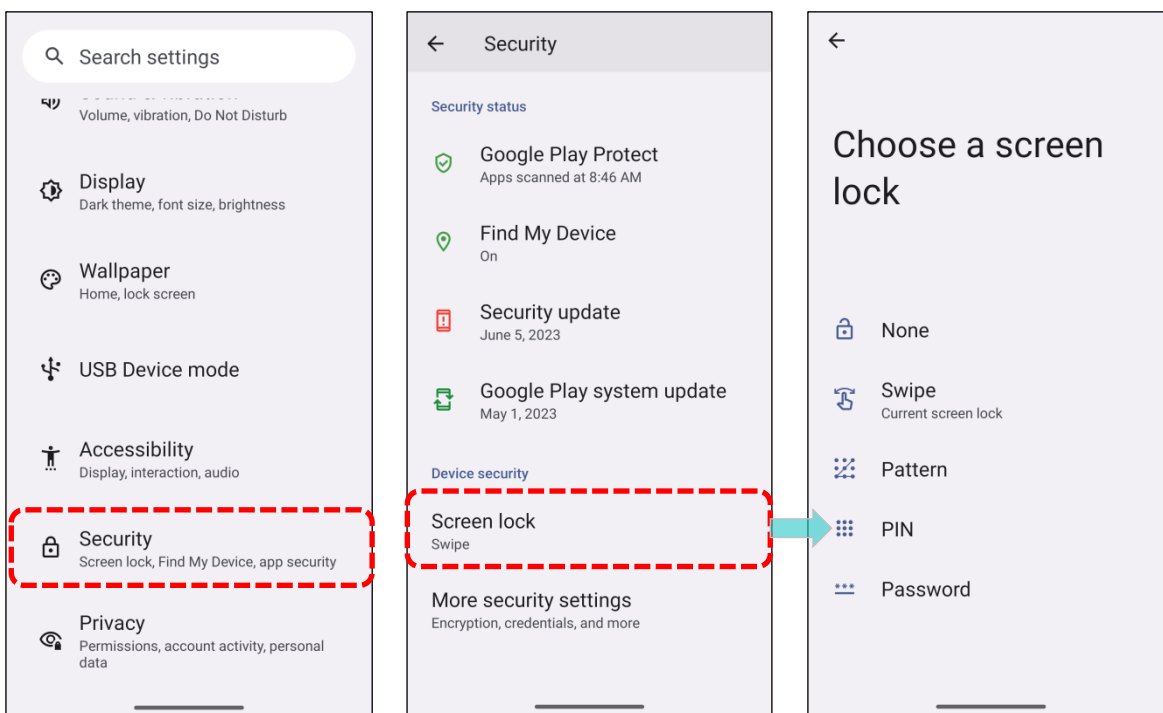 Search settings
Volume, vibration, Do Not Disturb
Display
Dark theme, font size, brightness
Wallpaper
Home, lock screen
USB Device mode
Accessibility
Display, interaction, audio
Security
Screen lock, Find My Device, app security
Privacy
Permissions, account activity, personal
data
Security
Security status
Google Play Protect
Apps scanned at 8:46 AM
Find My Device
On
Security update
June 5, 2023
Google Play system update
May 1, 2023
Device security
Screen lock
Swipe
More security settings
Encryption, credentials, and more
Choose a screen
lock
None
Swipe
Current screen lock
Pattern
PIN
Password